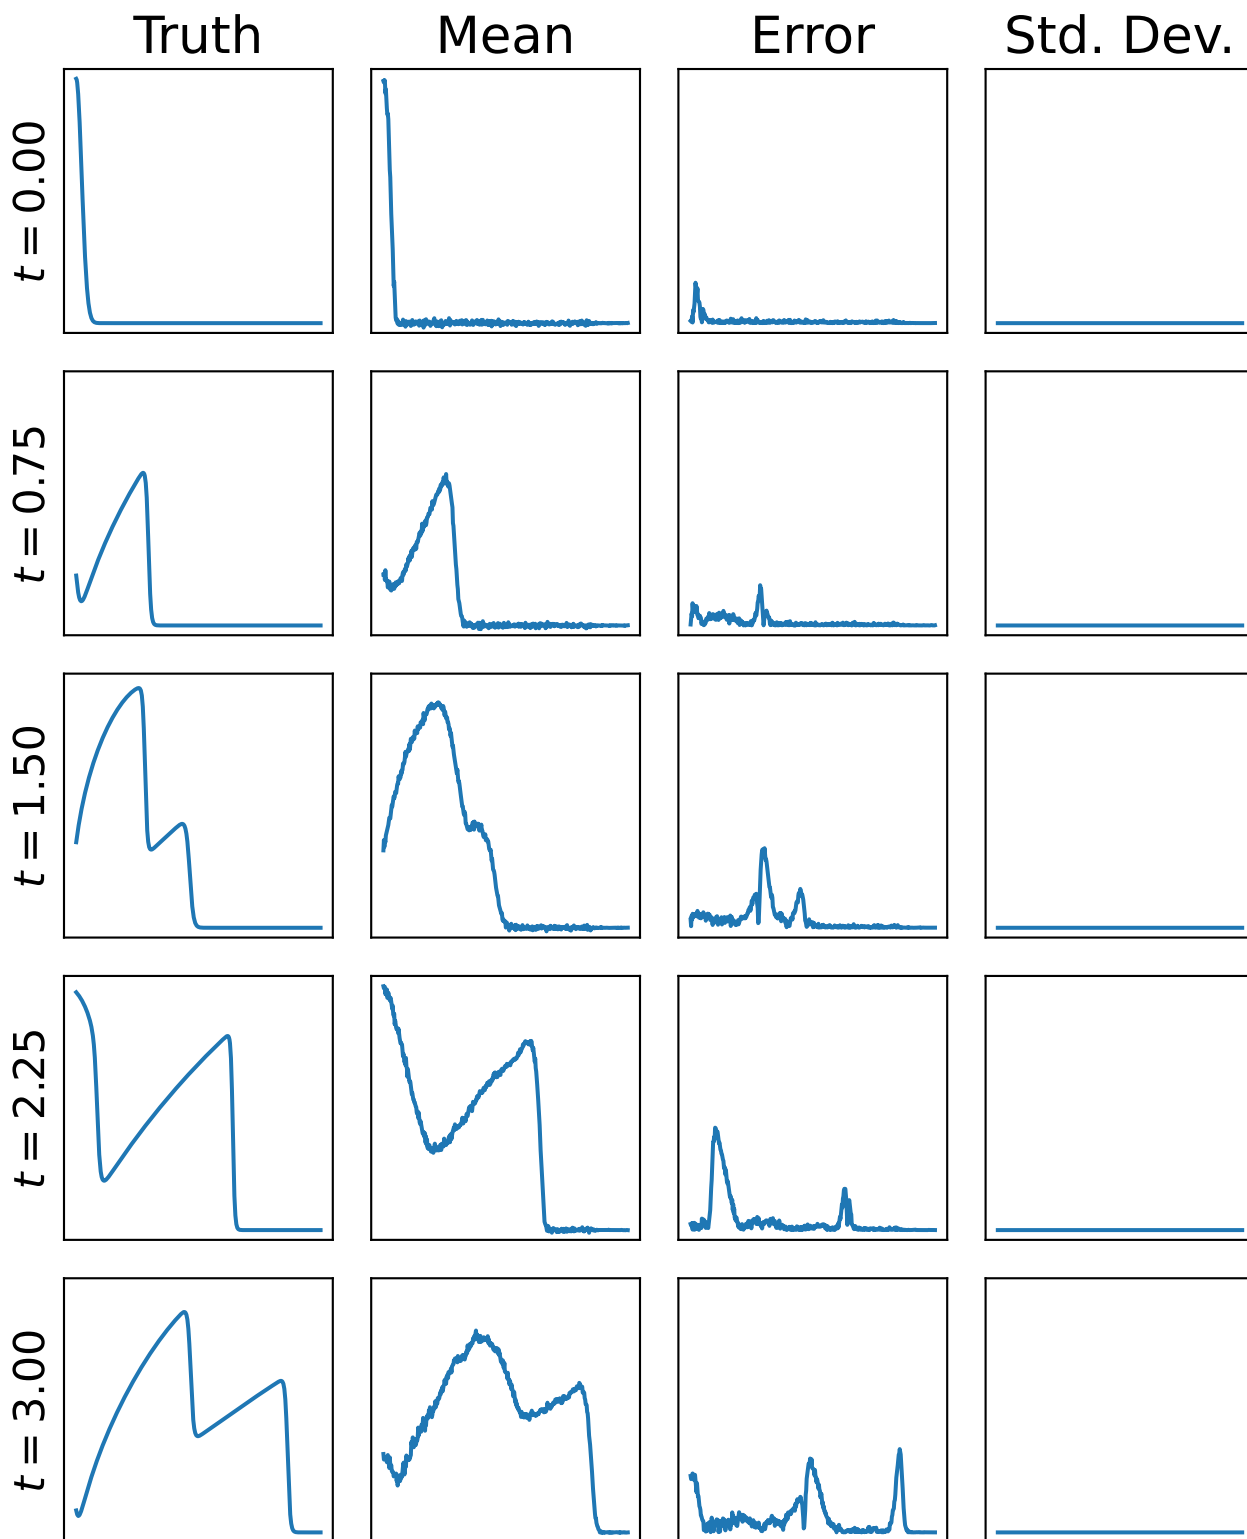 Truth Mean Error Std. Dev.
t = 0.00
t = 0.75
t = 1.50
t = 2.25
t = 3.00